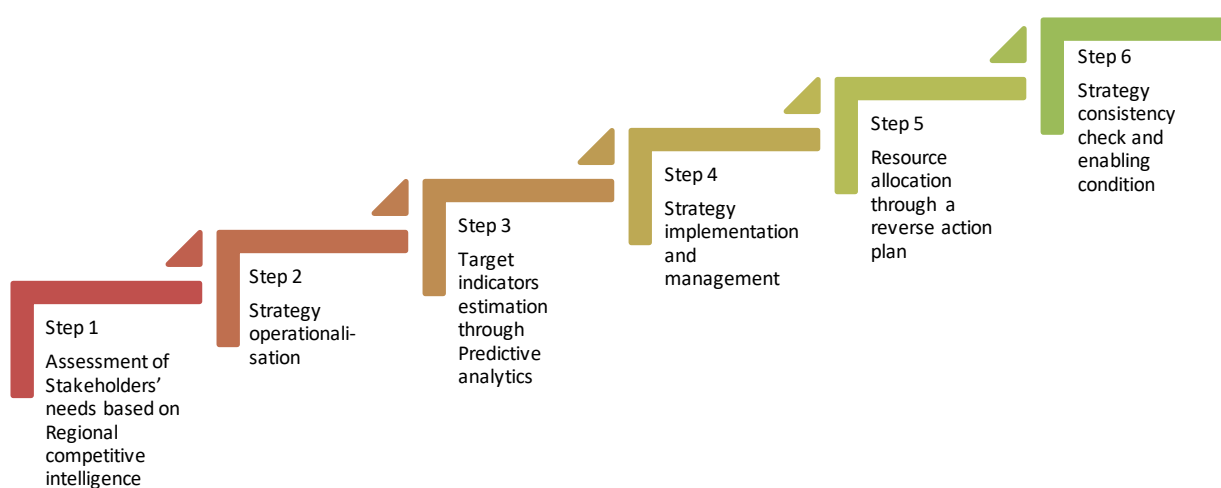 Step 1
Assessment of
Stakeholders’
needs based on
Regional
competitive
intelligence
Step 2
Strategy
operationali-
sation
Step 3
Target
indicators
estimation
through
Predictive
analytics
Step 4
Strategy
implementation
and
management
Step 5
Resource
allocation
through a
reverse action
plan
Step 6
Strategy
consistency
check and
enabling
condition